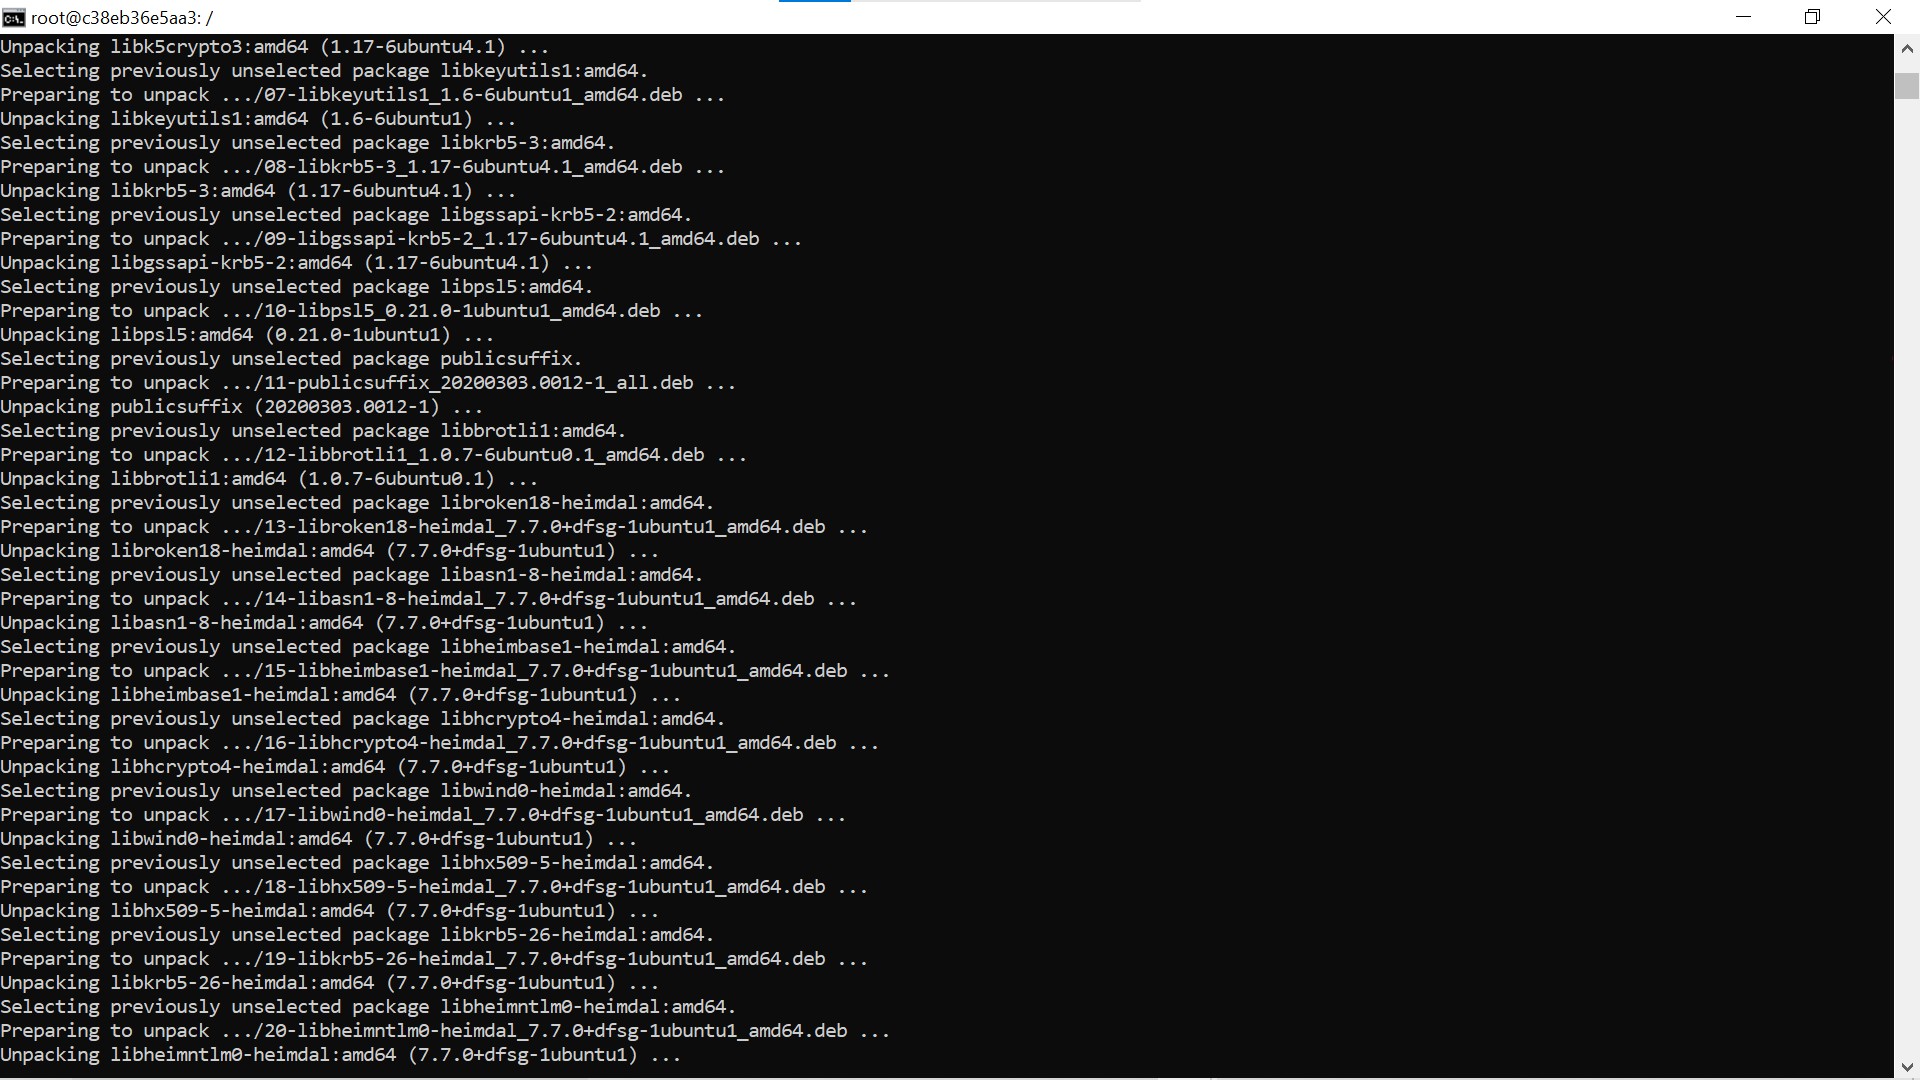 root@c38eb36e5aa3: /
Unpacking libk5crypto3:amd64 (1.17-6ubuntu4.1) ...
Selecting previously unselected package libkeyutils1:amd64.
Preparing to unpack .../07-libkeyutils1_1.6-6ubuntu1_amd64.deb ...
Unpacking libkeyutils1:amd64 (1.6-6ubuntu1) ...
Selecting previously unselected package libkrb5-3:amd64.
Preparing to unpack .../08-libkrb5-3_1.17-6ubuntu4.1_amd64.deb ...
Unpacking libkrb5-3:amd64 (1.17-6ubuntu4.1) ...
Selecting previously unselected package libgssapi-krb5-2:amd64.
Preparing to unpack .../09-libgssapi-krb5-2_1.17-6ubuntu4.1_amd64.deb ...
Unpacking libgssapi-krb5-2:amd64 (1.17-6ubuntu4.1) ...
Selecting previously unselected package libpsl5:amd64.
Preparing to unpack .../10-libpsl5_0.21.0-1ubuntu1_amd64.deb ...
Unpacking libpsl5:amd64 (0.21.0-1ubuntu1) ...
Selecting previously unselected package publicsuffix.
Preparing to unpack .../11-publicsuffix_20200303.0012-1_all.deb ...
Unpacking publicsuffix (20200303.0012-1) ...
Selecting previously unselected package libbrotli1:amd64.
Preparing to unpack .../12-libbrotli1_1.0.7-6ubuntu0.1_amd64.deb ...
Unpacking libbrotli1:amd64 (1.0.7-6ubuntu0.1) ...
Selecting previously unselected package libroken18-heimdal:amd64.
Preparing to unpack .../13-libroken18-heimdal_7.7.0+dfsg-1ubuntu1_amd64.deb ...
Unpacking libroken18-heimdal:amd64 (7.7.0+dfsg-1ubuntu1) ...
Selecting previously unselected package libasn1-8-heimdal:amd64.
Preparing to unpack .../14-libasn1-8-heimdal_7.7.0+dfsg-1ubuntu1_amd64.deb ...
Unpacking libasn1-8-heimdal:amd64 (7.7.0+dfsg-1ubuntu1) ...
Selecting previously unselected package libheimbase1-heimdal:amd64.
Preparing to unpack .../15-libheimbase1-heimdal_7.7.0+dfsg-1ubuntu1_amd64.deb ...
Unpacking libheimbase1-heimdal:amd64 (7.7.0+dfsg-1ubuntu1) ...
Selecting previously unselected package libhcrypto4-heimdal:amd64.
Preparing to unpack .../16-libhcrypto4-heimdal_7.7.0+dfsg-1ubuntu1_amd64.deb ...
Unpacking libhcrypto4-heimdal:amd64 (7.7.0+dfsg-1ubuntu1) ...
Selecting previously unselected package libwind0-heimdal:amd64.
Preparing to unpack .../17-libwind0-heimdal_7.7.0+dfsg-1ubuntu1_amd64.deb ...
Unpacking libwind0-heimdal:amd64 (7.7.0+dfsg-1ubuntu1) ...
Selecting previously unselected package libhx509-5-heimdal:amd64.
Preparing to unpack .../18-libhx509-5-heimdal_7.7.0+dfsg-1ubuntu1_amd64.deb ...
Unpacking libhx509-5-heimdal:amd64 (7.7.0+dfsg-1ubuntu1) ...
Selecting previously unselected package libkrb5-26-heimdal:amd64.
Preparing to unpack .../19-libkrb5-26-heimdal_7.7.0+dfsg-1ubuntu1_amd64.deb ...
Unpacking libkrb5-26-heimdal:amd64 (7.7.0+dfsg-1ubuntu1) ...
Selecting previously unselected package libheimntlm0-heimdal:amd64.
Preparing to unpack .../20-libheimntlm0-heimdal_7.7.0+dfsg-1ubuntu1_amd64.deb ...
Unpacking libheimntlm0-heimdal:amd64 (7.7.0+dfsg-1ubuntu1) ...